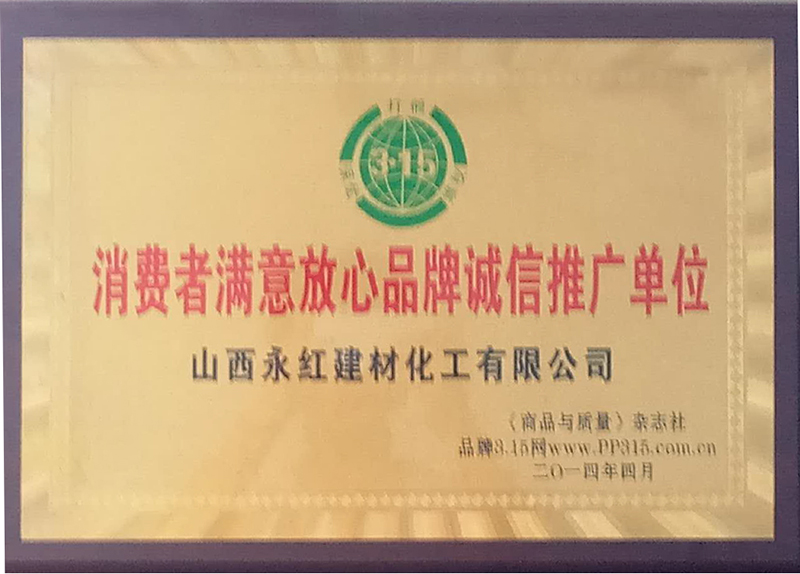 3·15
消费者满意放心品牌诚信推广单位
山西永红建材化工有限公司
《商品与质量》杂志社
品牌3.15网www.PP315.com.cn
二〇一四年四月